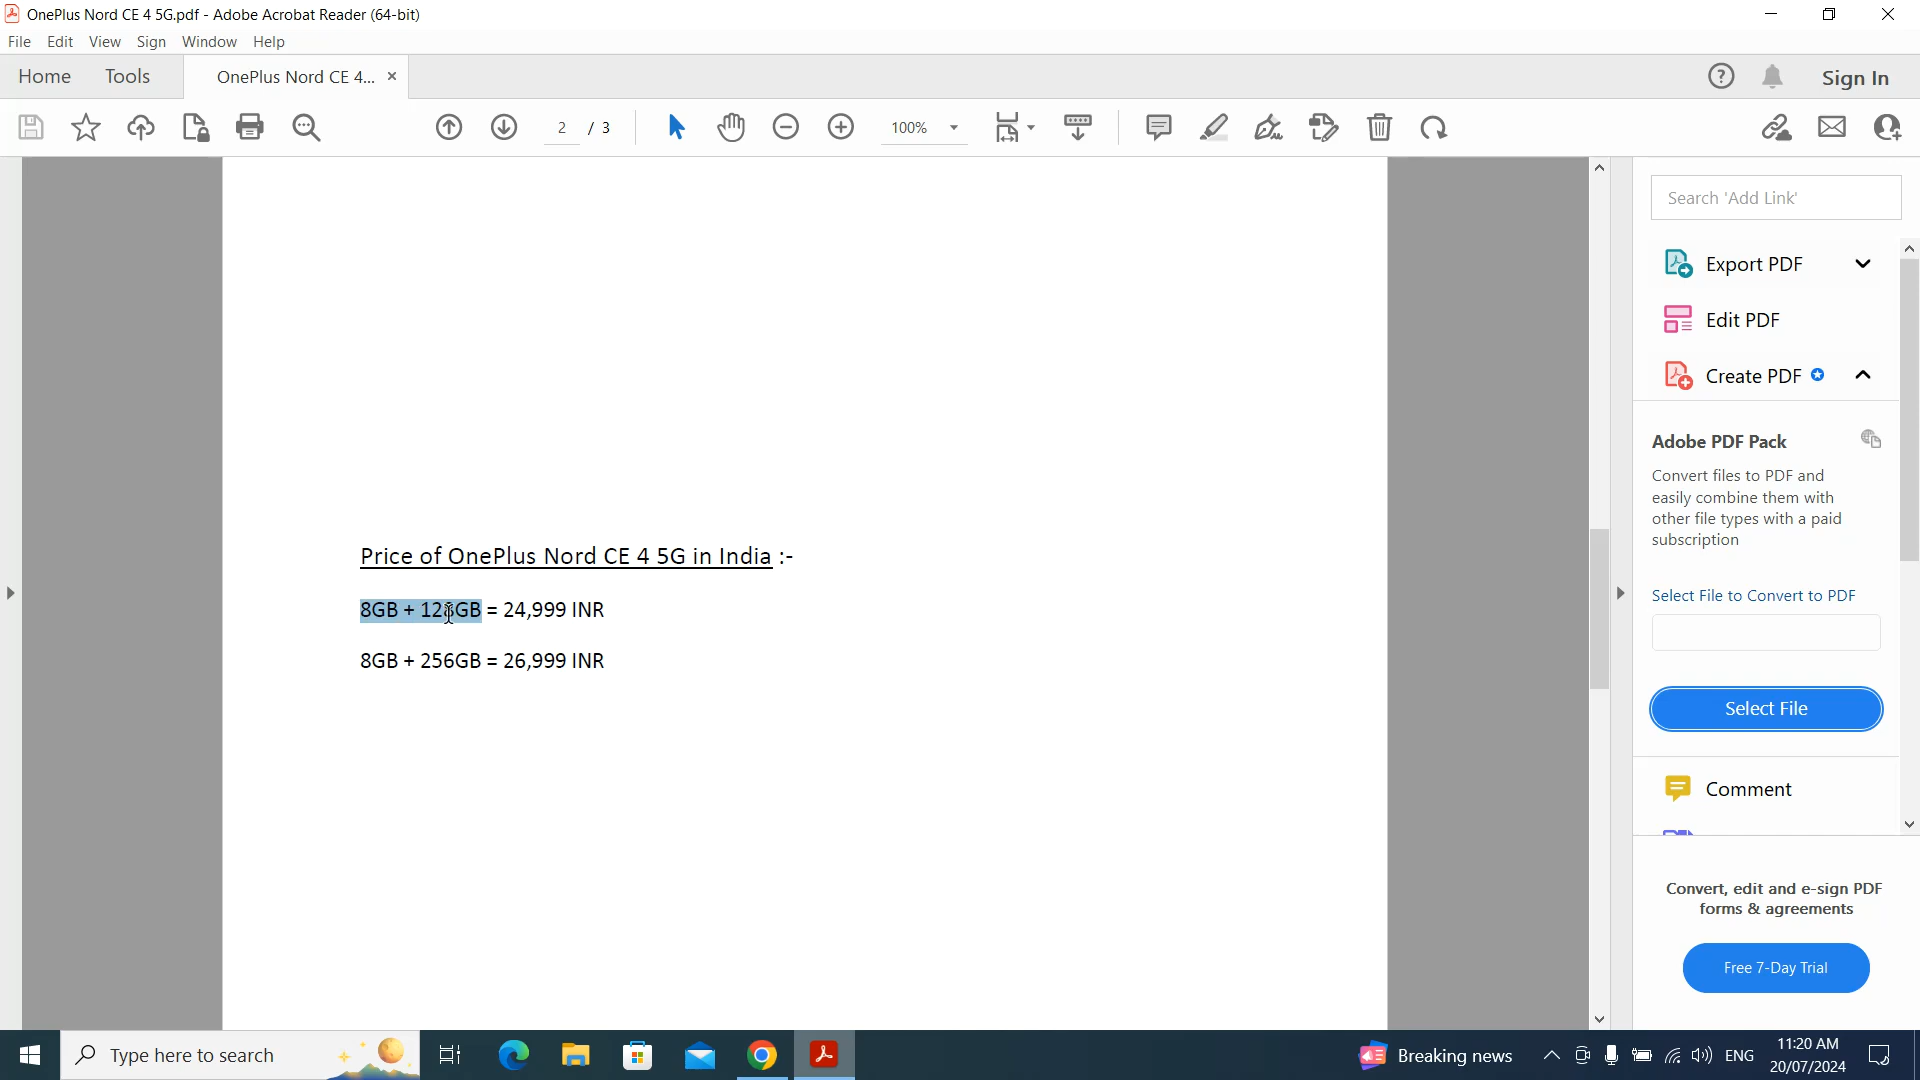 OnePlus Nord CE 4 5G.pdf - Adobe Acrobat Reader (64-bit)
File Edit View Sign Window Help
Home Tools OnePlus Nord CE 4... × Sign In
2 / 3 100%
Search 'Add Link'
Export PDF
Edit PDF
Create PDF
Adobe PDF Pack
Convert files to PDF and
easily combine them with
other file types with a paid
subscription
Select File to Convert to PDF
Select File
Comment
Convert, edit and e-sign PDF
forms & agreements
Free 7-Day Trial
Price of OnePlus Nord CE 4 5G in India :-
8GB + 128GB = 24,999 INR
8GB + 256GB = 26,999 INR
Type here to search
Breaking news
ENG
11:20 AM
20/07/2024